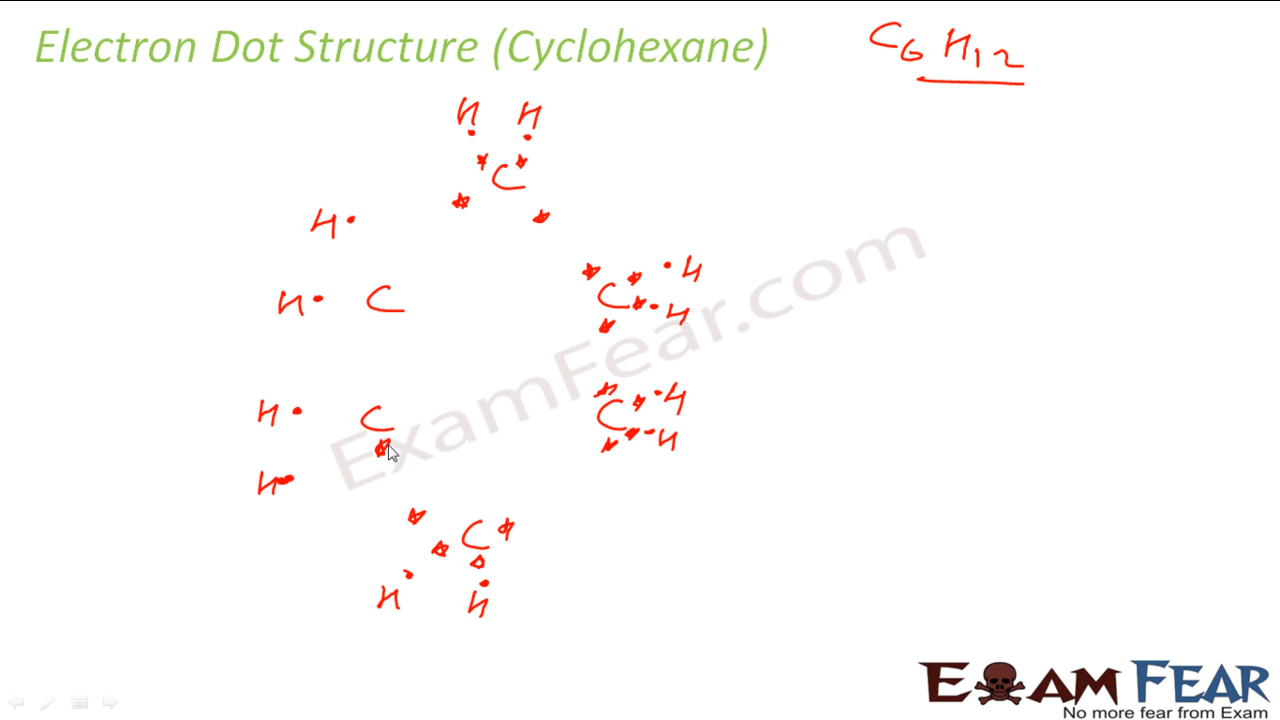 Electron Dot Structure (Cyclohexane)
C6 H12
H H
C
H
H C
C H
H
H C
C H
H
H
C
H H
ExamFear.com
EXAM FEAR
No more fear from Exam